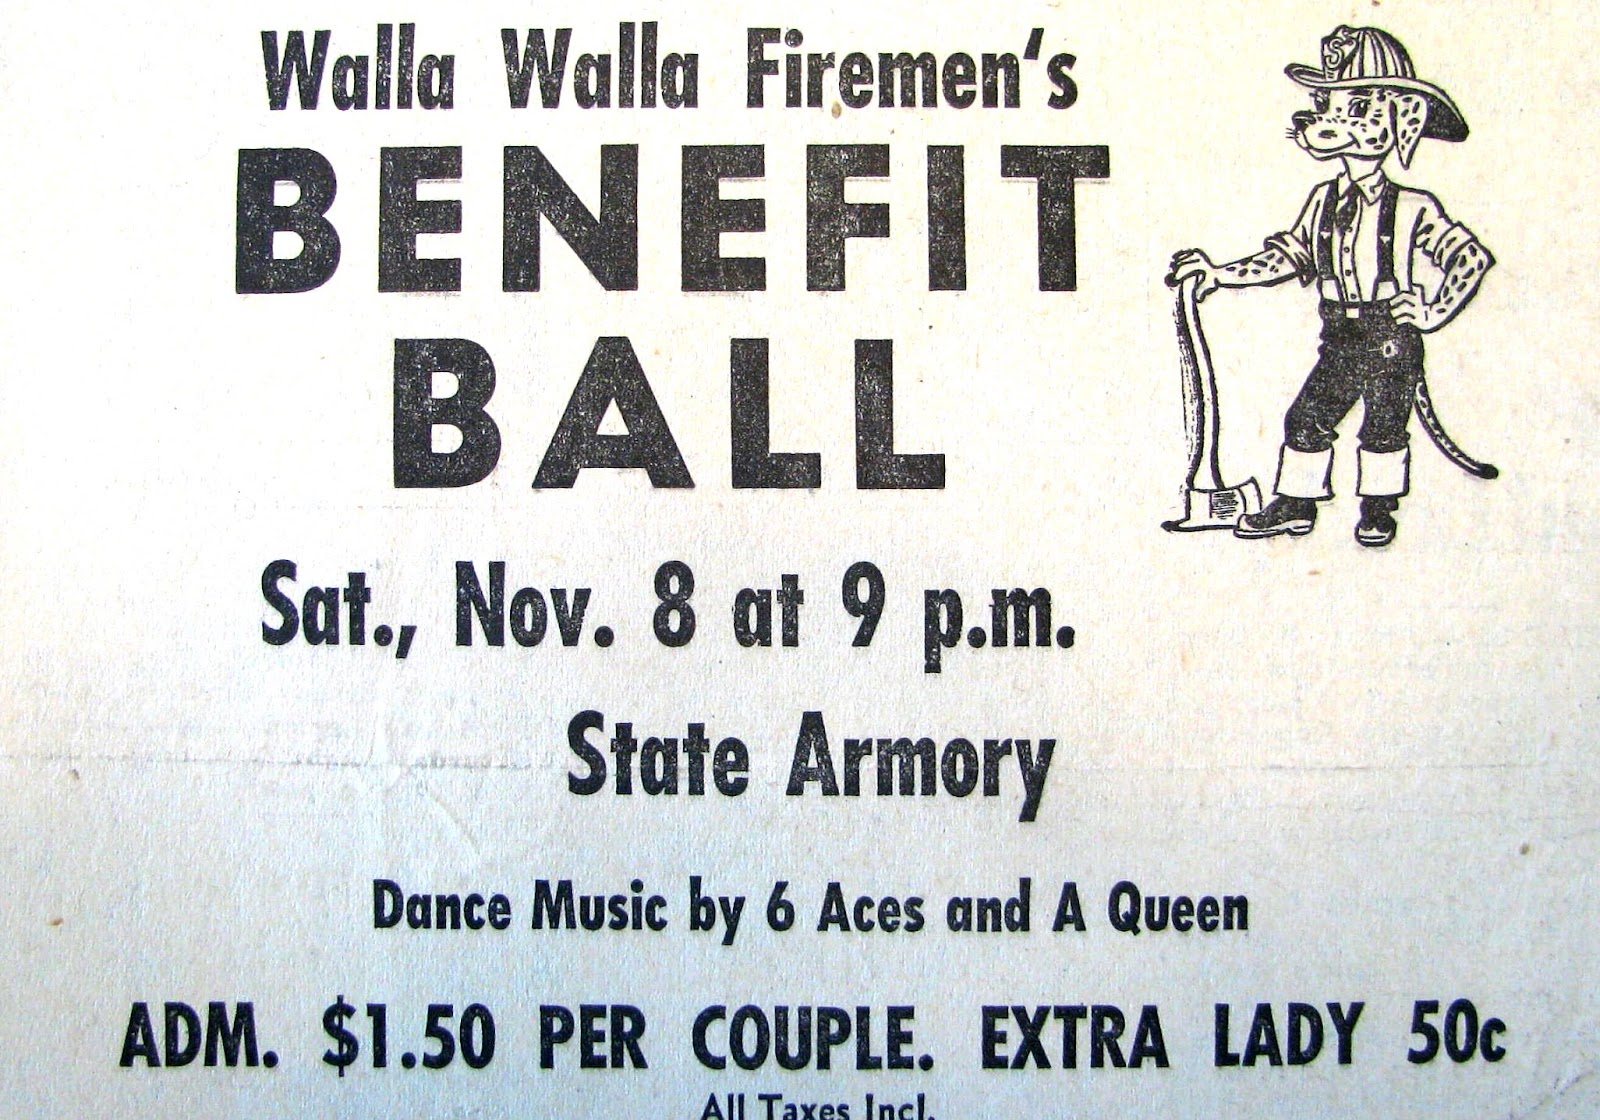 Walla Walla Firemen's
BENEFIT
BALL
Sat., Nov. 8 at 9 p.m.
State Armory
Dance Music by 6 Aces and A Queen
ADM. $1.50 PER COUPLE. EXTRA LADY 50c
All Taxes Incl.